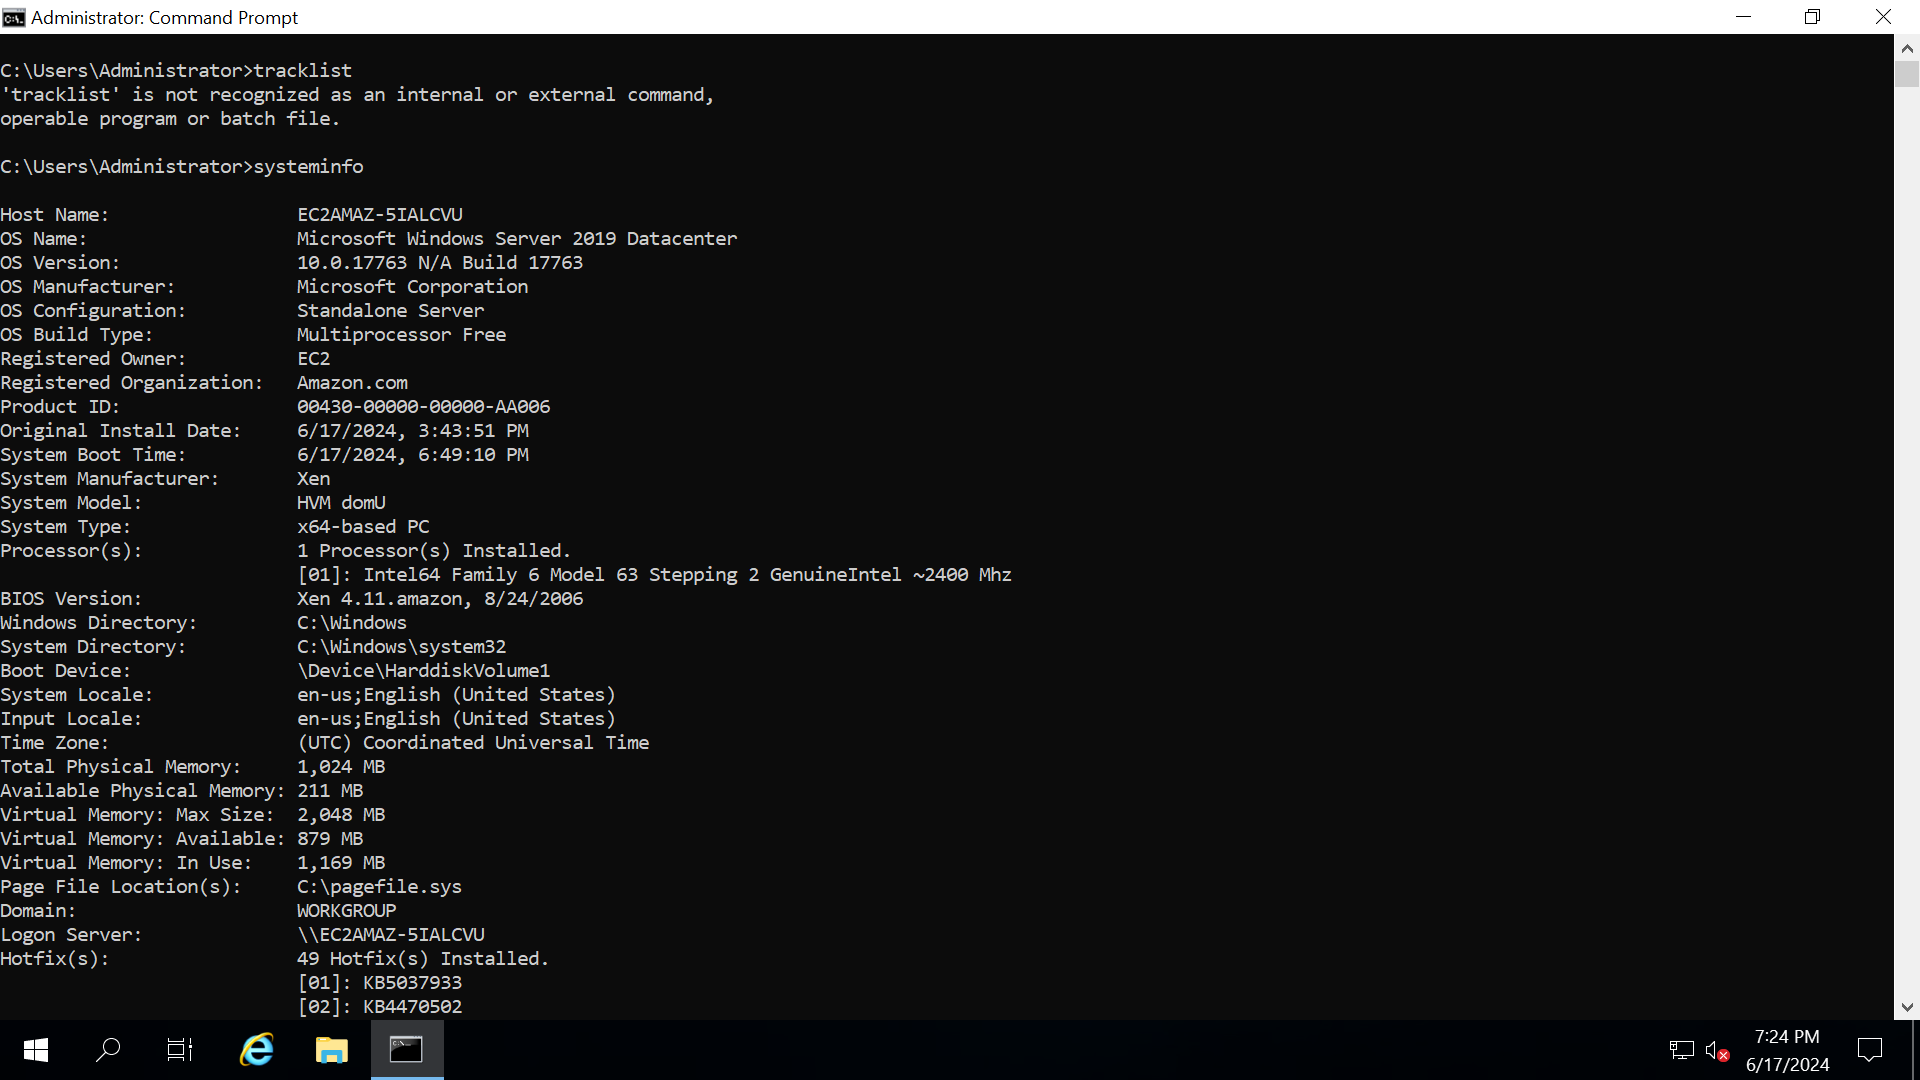 Administrator: Command Prompt
C:\Users\Administrator>tracklist
'tracklist' is not recognized as an internal or external command,
operable program or batch file.
C:\Users\Administrator>systeminfo
Host Name: EC2AMAZ-5IALCVU
OS Name: Microsoft Windows Server 2019 Datacenter
OS Version: 10.0.17763 N/A Build 17763
OS Manufacturer: Microsoft Corporation
OS Configuration: Standalone Server
OS Build Type: Multiprocessor Free
Registered Owner: EC2
Registered Organization: Amazon.com
Product ID: 00430-00000-00000-AA006
Original Install Date: 6/17/2024, 3:43:51 PM
System Boot Time: 6/17/2024, 6:49:10 PM
System Manufacturer: Xen
System Model: HVM domU
System Type: x64-based PC
Processor(s): 1 Processor(s) Installed.
[01]: Intel64 Family 6 Model 63 Stepping 2 GenuineIntel ~2400 Mhz
BIOS Version: Xen 4.11.amazon, 8/24/2006
Windows Directory: C:\Windows
System Directory: C:\Windows\system32
Boot Device: \Device\HarddiskVolume1
System Locale: en-us;English (United States)
Input Locale: en-us;English (United States)
Time Zone: (UTC) Coordinated Universal Time
Total Physical Memory: 1,024 MB
Available Physical Memory: 211 MB
Virtual Memory: Max Size: 2,048 MB
Virtual Memory: Available: 879 MB
Virtual Memory: In Use: 1,169 MB
Page File Location(s): C:\pagefile.sys
Domain: WORKGROUP
Logon Server: \\EC2AMAZ-5IALCVU
Hotfix(s): 49 Hotfix(s) Installed.
[01]: KB5037933
[02]: KB4470502
7:24 PM
6/17/2024